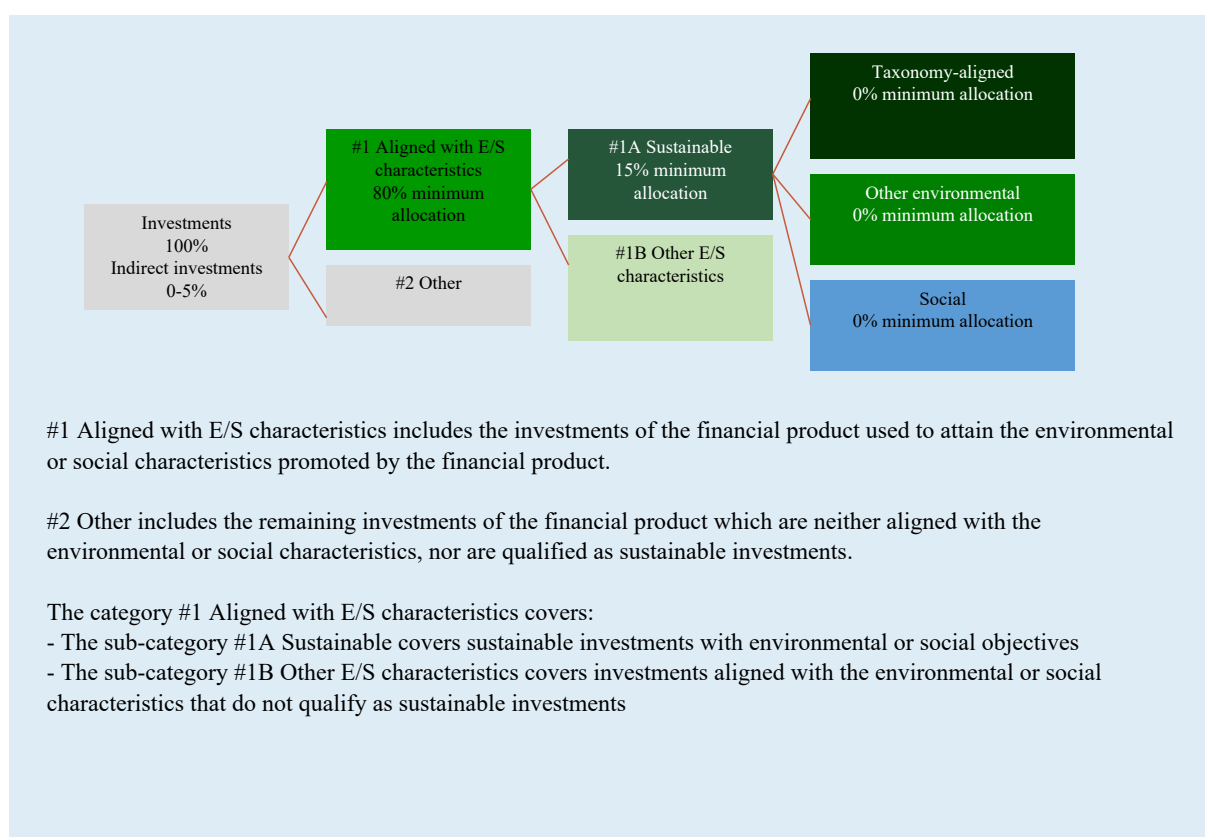 Investments
100%
Indirect investments
0-5%
#1 Aligned with E/S
characteristics
80% minimum
allocation
#2 Other
#1A Sustainable
15% minimum
allocation
#1B Other E/S
characteristics
Taxonomy-aligned
0% minimum allocation
Other environmental
0% minimum allocation
Social
0% minimum allocation
#1 Aligned with E/S characteristics includes the investments of the financial product used to attain the environmental
or social characteristics promoted by the financial product.
#2 Other includes the remaining investments of the financial product which are neither aligned with the
environmental or social characteristics, nor are qualified as sustainable investments.
The category #1 Aligned with E/S characteristics covers:
- The sub-category #1A Sustainable covers sustainable investments with environmental or social objectives
- The sub-category #1B Other E/S characteristics covers investments aligned with the environmental or social
characteristics that do not qualify as sustainable investments